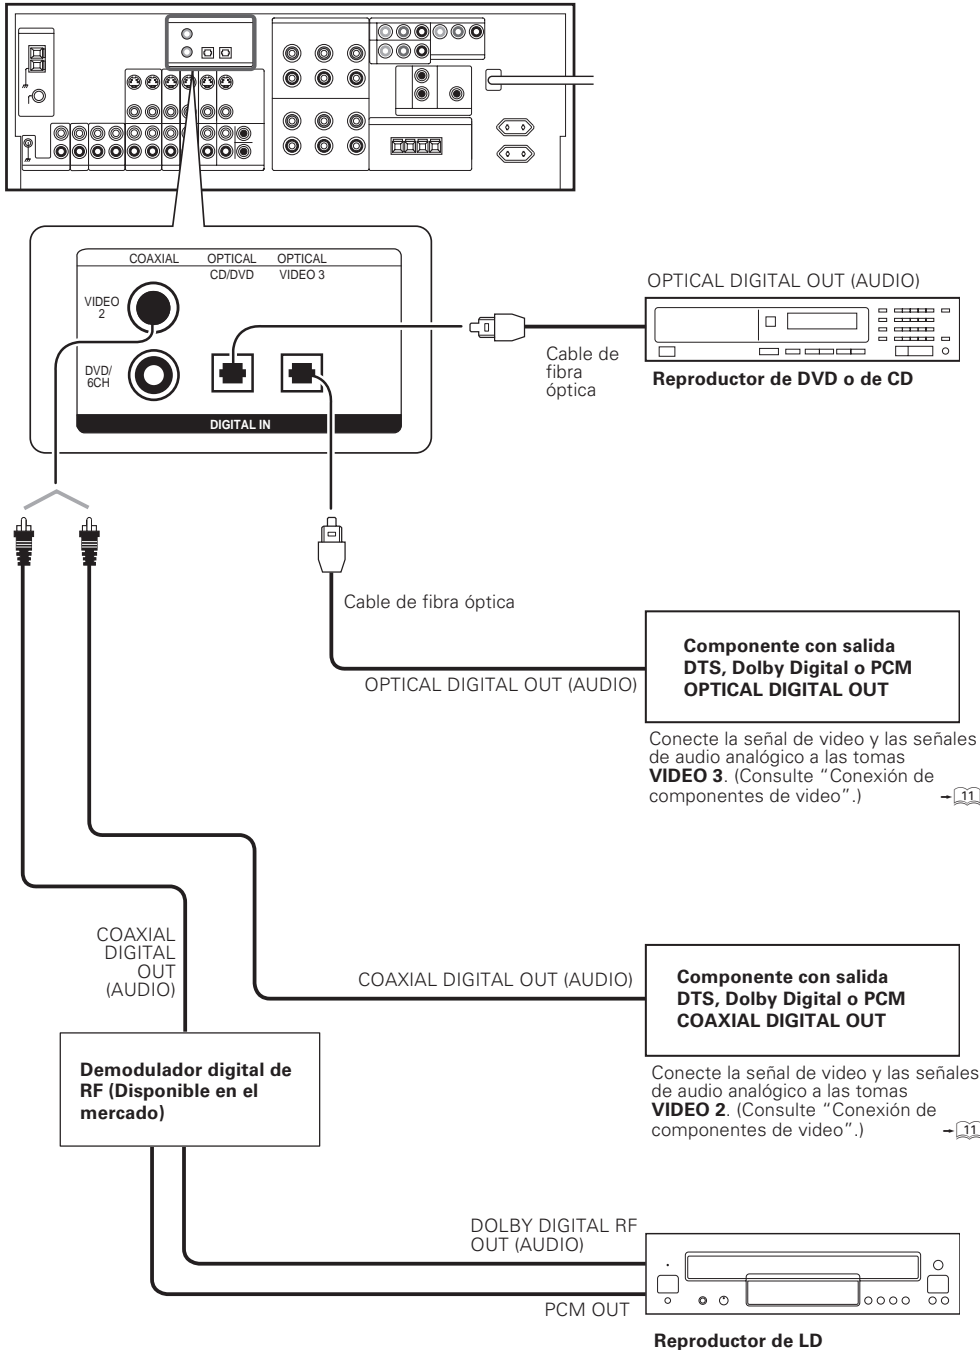 COAXIAL OPTICAL OPTICAL
CD/DVD VIDEO 3
VIDEO
2
DVD/
6CH
DIGITAL IN
OPTICAL DIGITAL OUT (AUDIO)
Cable de
fibra
óptica
Reproductor de DVD o de CD
Cable de fibra óptica
OPTICAL DIGITAL OUT (AUDIO)
Componente con salida
DTS, Dolby Digital o PCM
OPTICAL DIGITAL OUT
Conecte la señal de video y las señales
de audio analógico a las tomas
VIDEO 3. (Consulte “Conexión de
componentes de video”.) → 11
COAXIAL
DIGITAL
OUT
(AUDIO)
COAXIAL DIGITAL OUT (AUDIO)
Componente con salida
DTS, Dolby Digital o PCM
COAXIAL DIGITAL OUT
Conecte la señal de video y las señales
de audio analógico a las tomas
VIDEO 2. (Consulte “Conexión de
componentes de video”.) → 11
Demodulador digital de
RF (Disponible en el
mercado)
DOLBY DIGITAL RF
OUT (AUDIO)
PCM OUT
Reproductor de LD